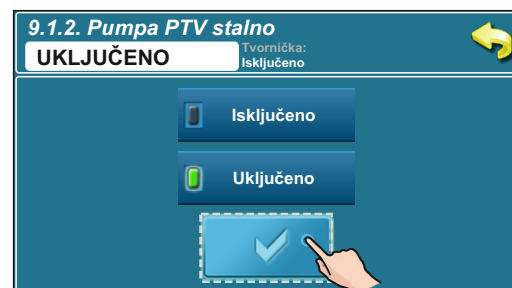 9.1.2. Pumpa PTV stalno
UKLJUČENO
Tvornička:
Isključeno
Isključeno
Uključeno